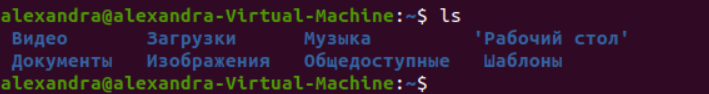 alexandra@alexandra-Virtual-Machine:~$ ls
Видео Загрузки Музыка 'Рабочий стол'
Документы Изображения Общедоступные Шаблоны
alexandra@alexandra-Virtual-Machine:~$